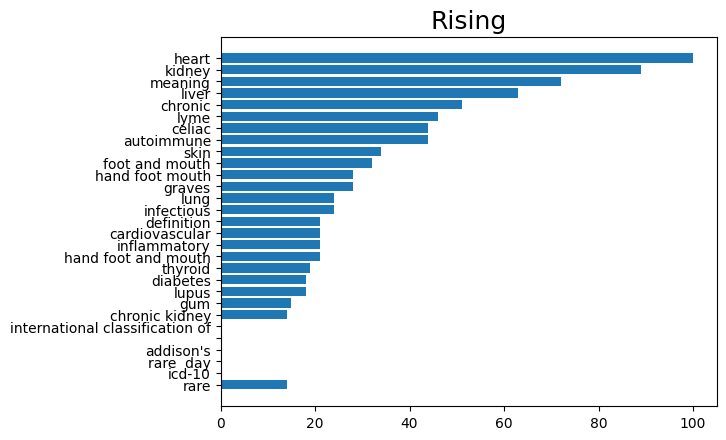 Rising
heart
kidney
meaning
liver
chronic
lyme
celiac
autoimmune
skin
foot and mouth
hand foot mouth
graves
lung
infectious
definition
cardiovascular
inflammatory
hand foot and mouth
thyroid
diabetes
lupus
gum
chronic kidney
international classification of
addison's
rare  day
icd-10
rare
0 20 40 60 80 100